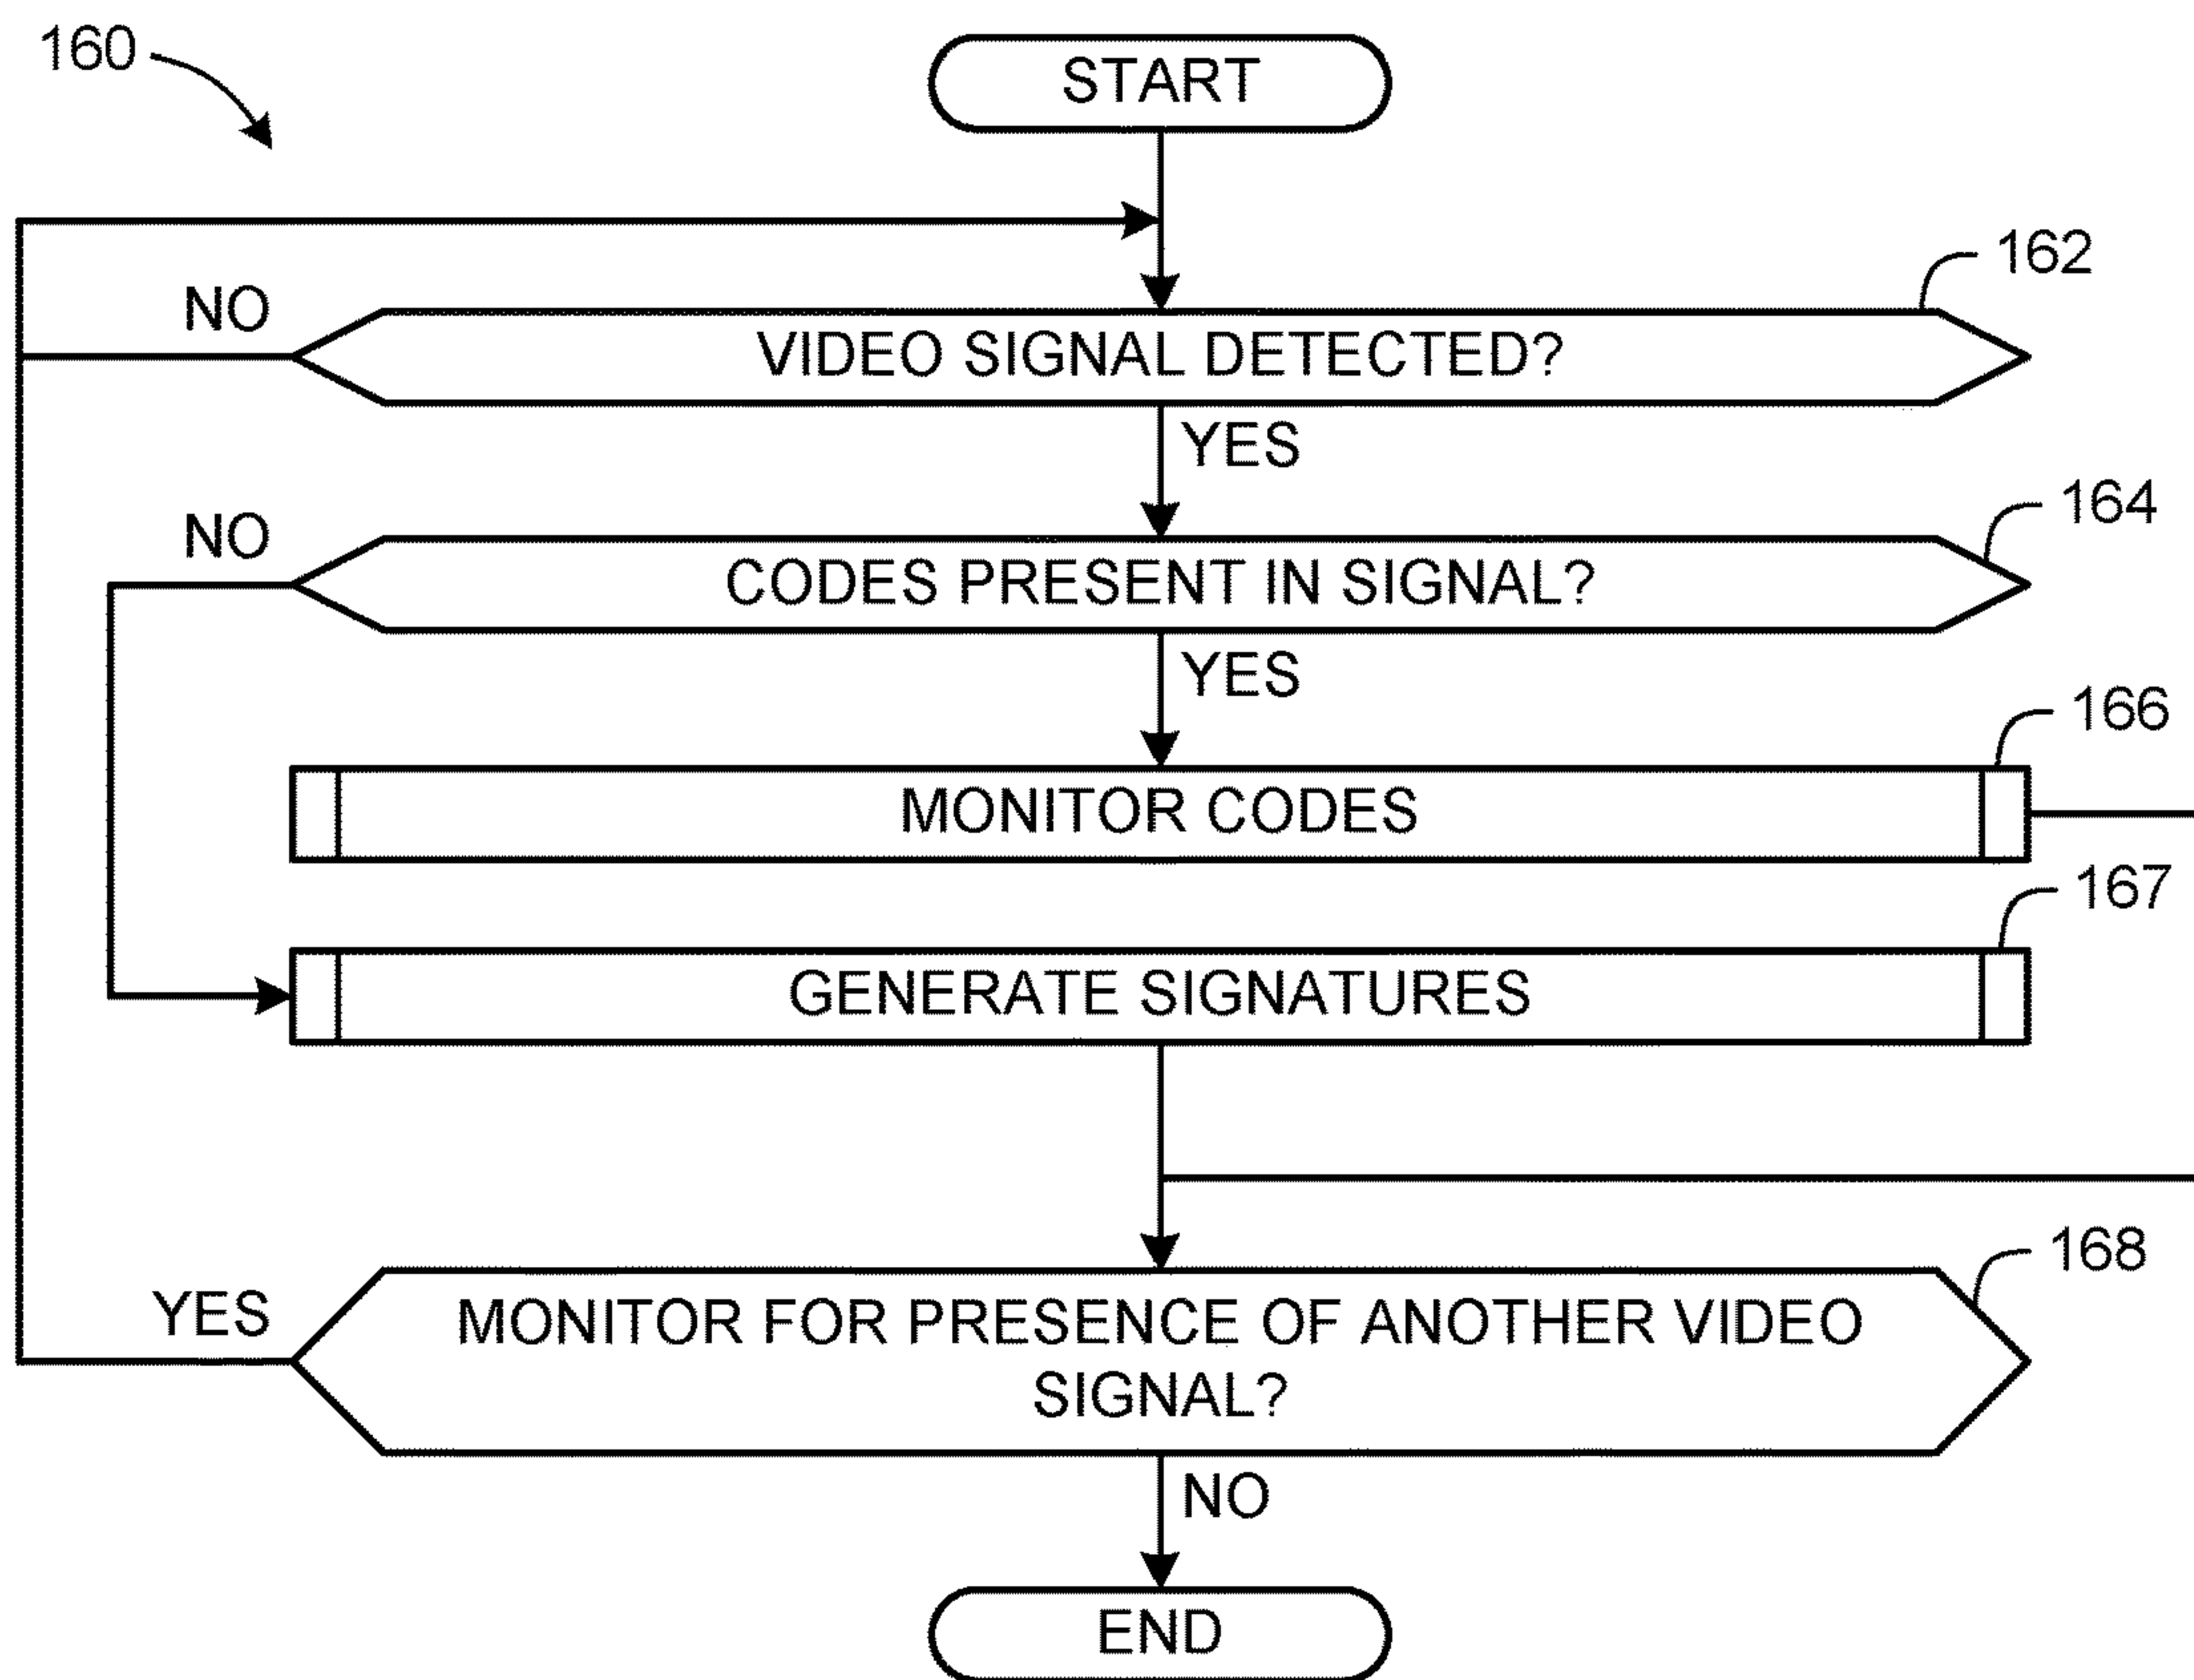 160
START
162
NO
VIDEO SIGNAL DETECTED?
YES
164
NO
CODES PRESENT IN SIGNAL?
YES
166
MONITOR CODES
167
GENERATE SIGNATURES
168
YES
MONITOR FOR PRESENCE OF ANOTHER VIDEO
SIGNAL?
NO
END